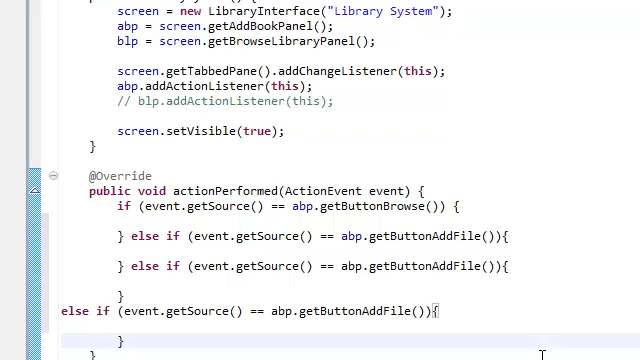 screen = new LibraryInterface("Library System");
abp = screen.getAddBookPanel();
blp = screen.getBrowseLibraryPanel();
screen.getTabbedPane().addChangeListener(this);
abp.addActionListener(this);
// blp.addActionListener(this);
screen.setVisible(true);
}
@Override
public void actionPerformed(ActionEvent event) {
if (event.getSource() == abp.getButtonBrowse()) {
} else if (event.getSource() == abp.getButtonAddFile()){
} else if (event.getSource() == abp.getButtonAddFile()){
}
else if (event.getSource() == abp.getButtonAddFile()){
}
}